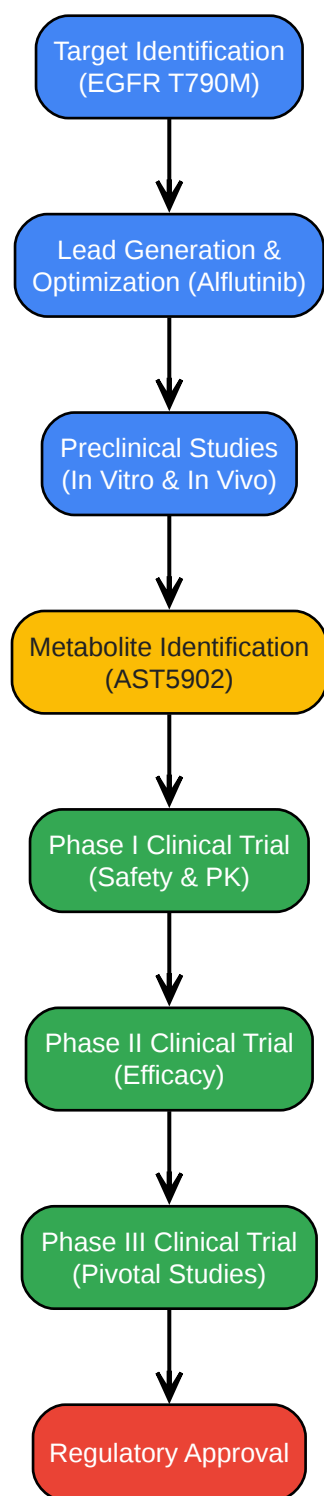 Target Identification
(EGFR T790M)
Lead Generation &
Optimization (Alflutinib)
Preclinical Studies
(In Vitro & In Vivo)
Metabolite Identification
(AST5902)
Phase I Clinical Trial
(Safety & PK)
Phase II Clinical Trial
(Efficacy)
Phase III Clinical Trial
(Pivotal Studies)
Regulatory Approval